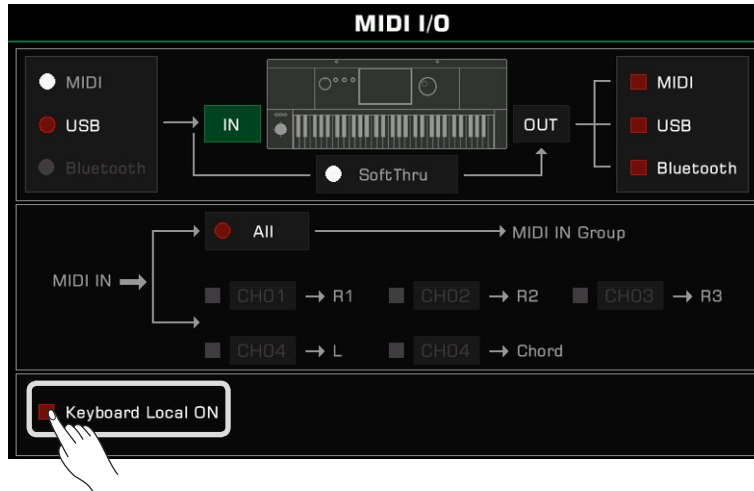 MIDI I/O
MIDI
USB
Bluetooth
IN
OUT
SoftThru
MIDI
USB
Bluetooth
MIDI IN
All
MIDI IN Group
CH01 → R1 CH02 → R2 CH03 → R3
CH04 → L CH04 → Chord
Keyboard Local ON